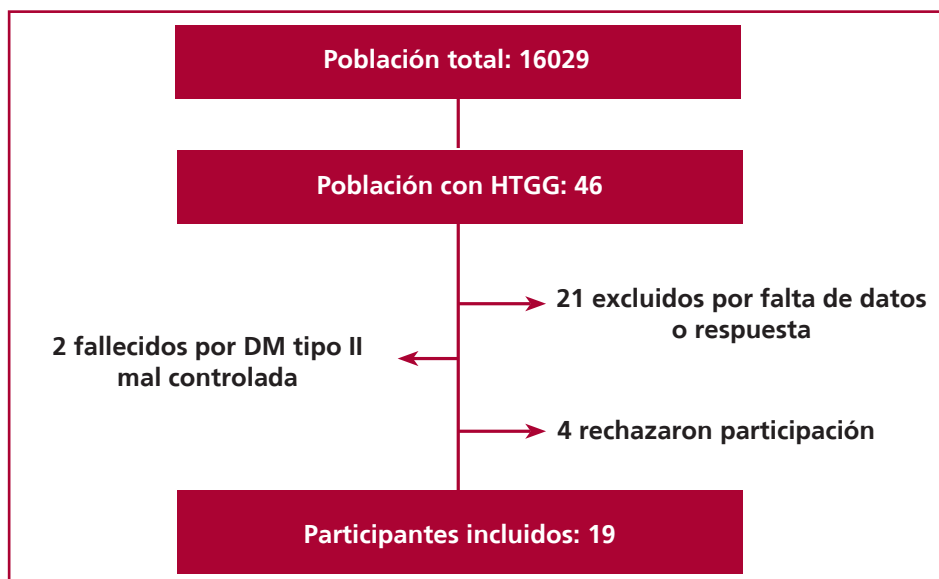 Población total: 16029
Población con HTGG: 46
21 excluidos por falta de datos
o respuesta
2 fallecidos por DM tipo II
mal controlada
4 rechazaron participación
Participantes incluidos: 19